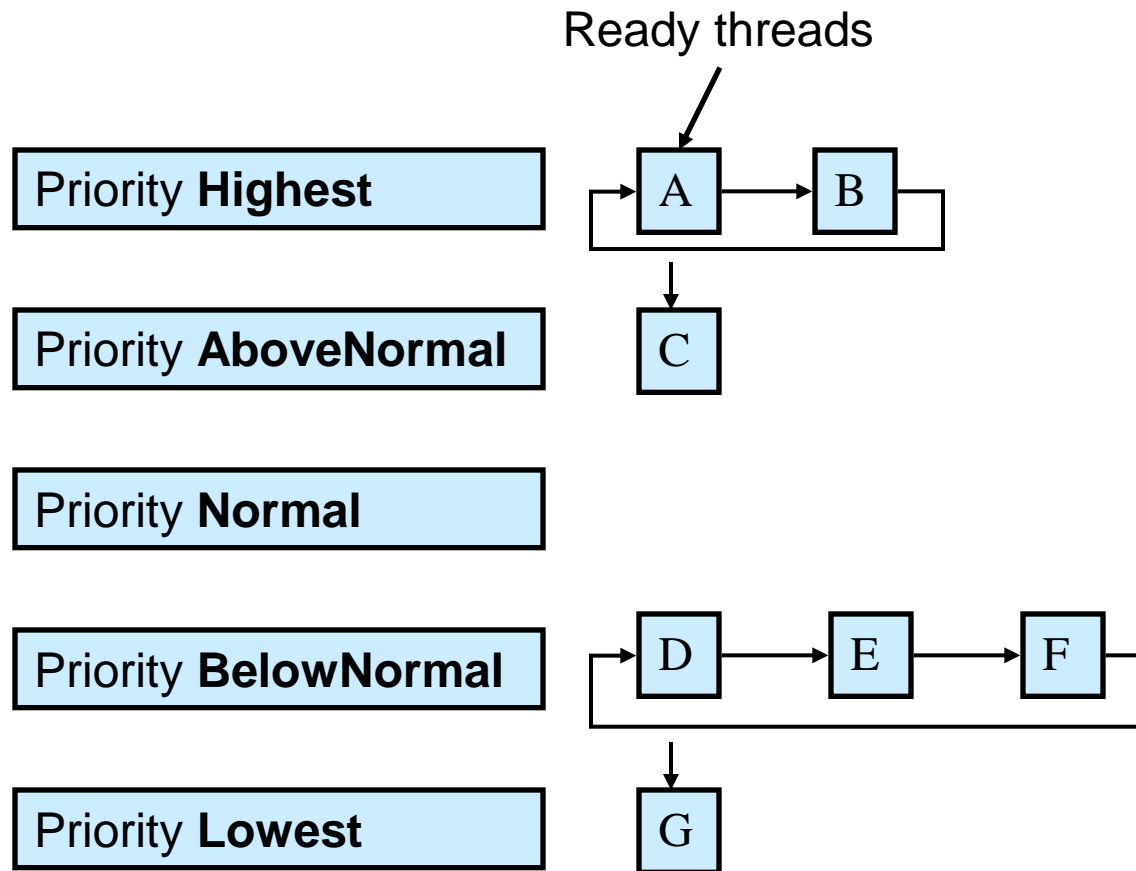 Ready threads
Priority Highest
A B
Priority AboveNormal
C
Priority Normal
Priority BelowNormal
D E F
Priority Lowest
G